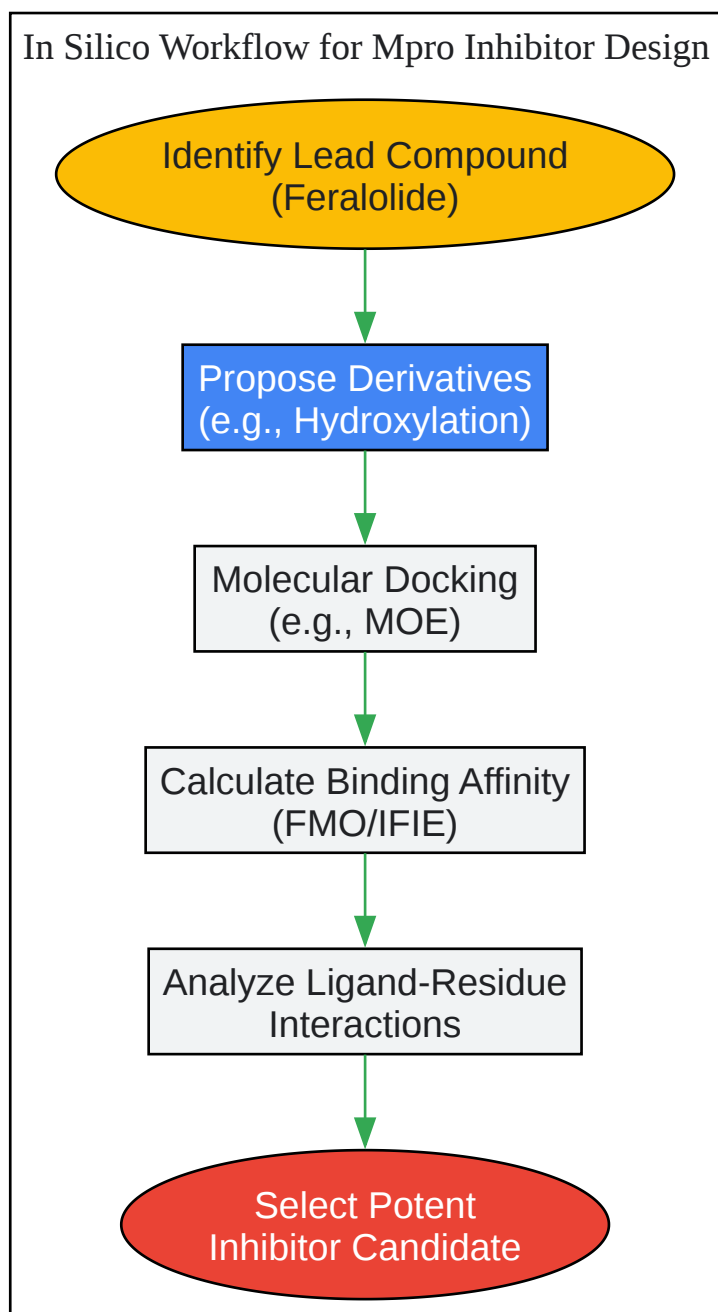 In Silico Workflow for Mpro Inhibitor Design
Identify Lead Compound
(Feralolide)
Propose Derivatives
(e.g., Hydroxylation)
Molecular Docking
(e.g., MOE)
Calculate Binding Affinity
(FMO/IFIE)
Analyze Ligand-Residue
Interactions
Select Potent
Inhibitor Candidate